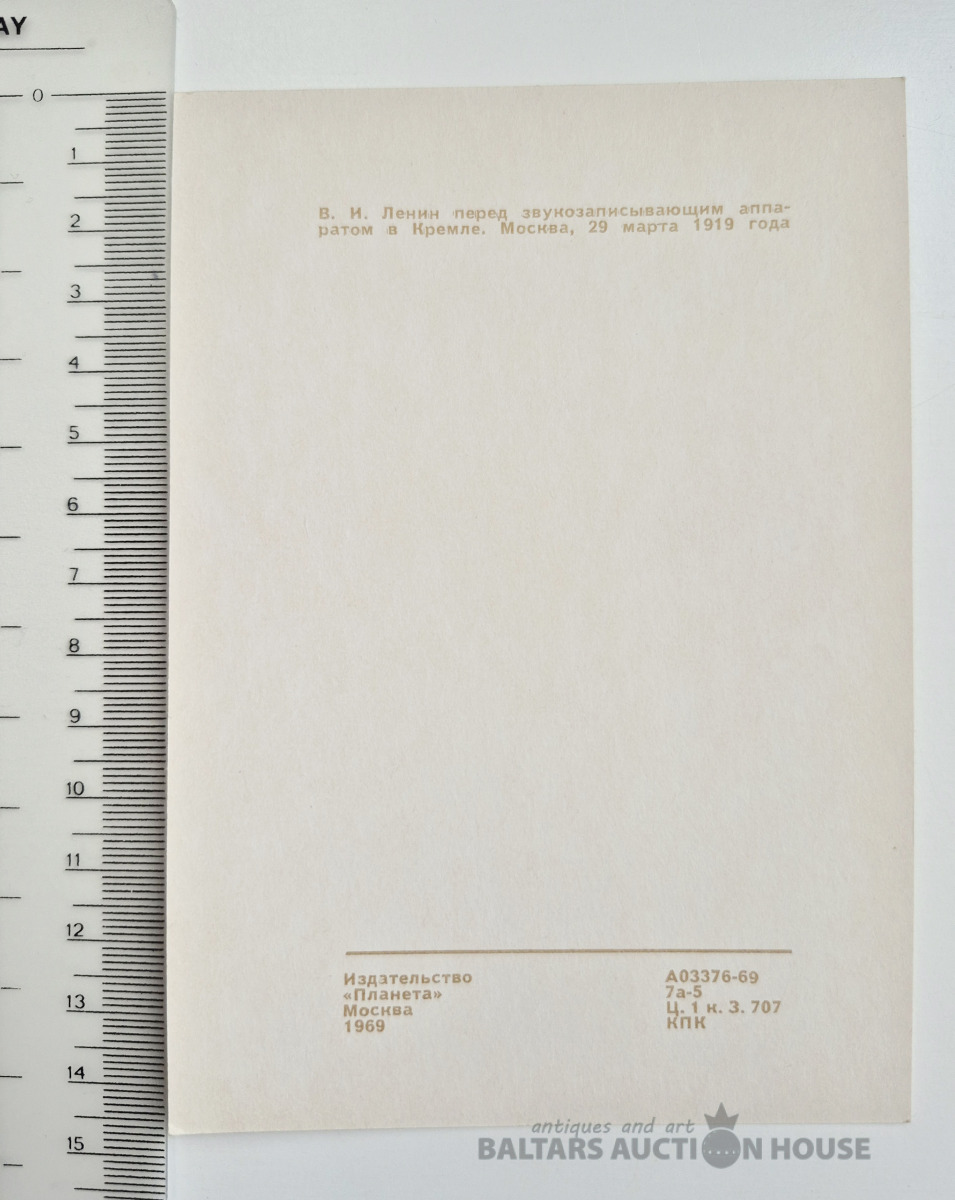 AY
0
1
2
3
4
5
6
7
8
9
10
11
12
13
14
15
В. И. Ленин перед звукозаписывающим аппа-
ратом в Кремле. Москва, 29 марта 1919 года
Издательство
«Планета»
Москва
1969
А03376-69
7а-5
Ц. 1 к. З. 707
КПК
antiques and art
BALTARS AUCTION HOUSE